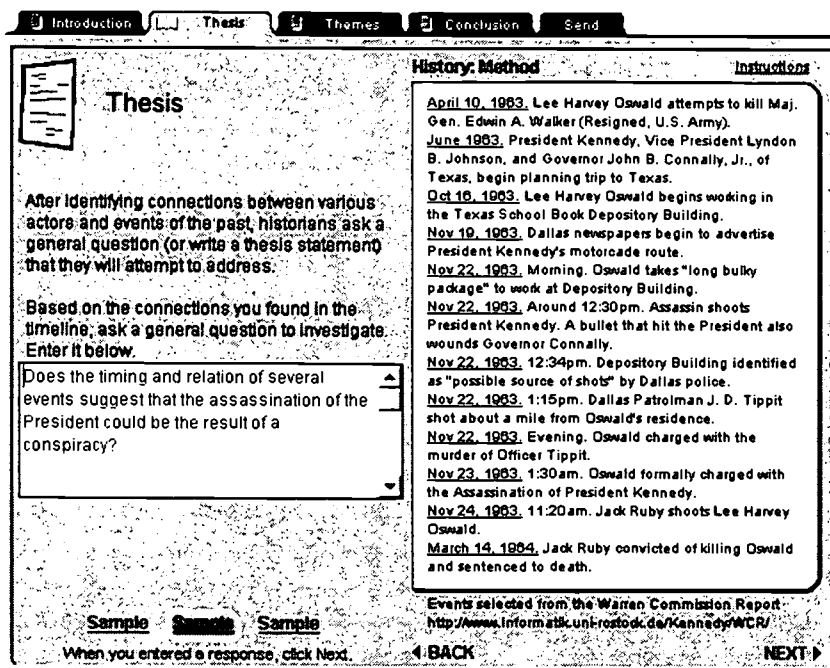 Introduction
Thesis
Themes
Conclusion
Send
Thesis
After identifying connections between various
actors and events of the past, historians ask a
general question (or write a thesis statement)
that they will attempt to address.
Based on the connections you found in the
timeline, ask a general question to investigate.
Enter it below.
Does the timing and relation of several
events suggest that the assassination of the
President could be the result of a
conspiracy?
Sample Sample Sample
When you entered a response, click Next.
History: Method Instructions
April 10, 1963. Lee Harvey Oswald attempts to kill Maj.
Gen. Edwin A. Walker (Resigned, U.S. Army).
June 1963. President Kennedy, Vice President Lyndon
B. Johnson, and Governor John B. Connally, Jr., of
Texas, begin planning trip to Texas.
Oct 16, 1963. Lee Harvey Oswald begins working in
the Texas School Book Depository Building.
Nov 19, 1963. Dallas newspapers begin to advertise
President Kennedy's motorcade route.
Nov 22, 1963. Morning. Oswald takes "long bulky
package" to work at Depository Building.
Nov 22, 1963. Around 12:30pm. Assassin shoots
President Kennedy. A bullet that hit the President also
wounds Governor Connally.
Nov 22, 1963. 12:34pm. Depository Building identified
as "possible source of shots" by Dallas police.
Nov 22, 1963. 1:15pm. Dallas Patrolman J. D. Tippit
shot about a mile from Oswald's residence.
Nov 22, 1963. Evening. Oswald charged with the
murder of Officer Tippit.
Nov 23, 1963. 1:30am. Oswald formally charged with
the Assassination of President Kennedy.
Nov 24, 1963. 11:20am. Jack Ruby shoots Lee Harvey
Oswald.
March 14, 1964. Jack Ruby convicted of killing Oswald
and sentenced to death.
Events selected from the Warren Commission Report
http://www.informatik.uni-rostock.de/Kennedy/WCR/
BACK NEXT